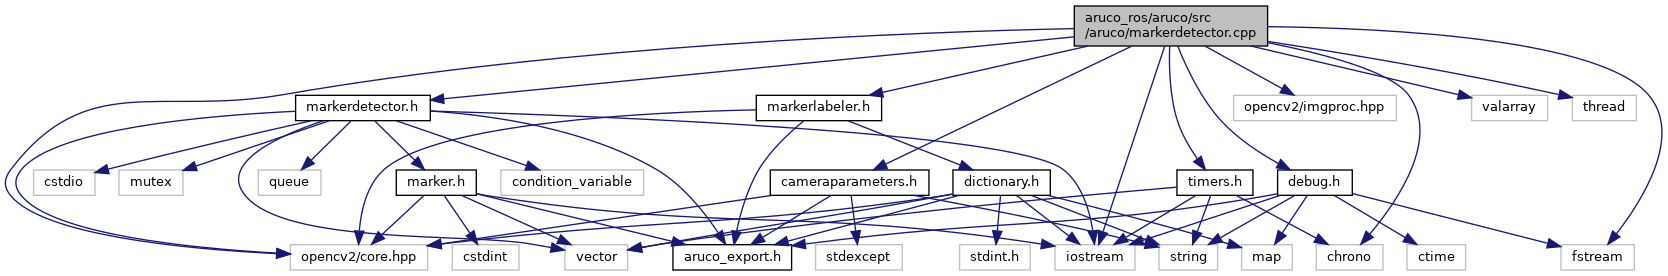 aruco_ros/aruco/src
/aruco/markerdetector.cpp
markerdetector.h
markerlabeler.h
opencv2/imgproc.hpp
valarray
thread
cstdio
mutex
queue
marker.h
condition_variable
cameraparameters.h
dictionary.h
timers.h
debug.h
opencv2/core.hpp
cstdint
vector
aruco_export.h
stdexcept
stdint.h
iostream
string
map
chrono
ctime
fstream